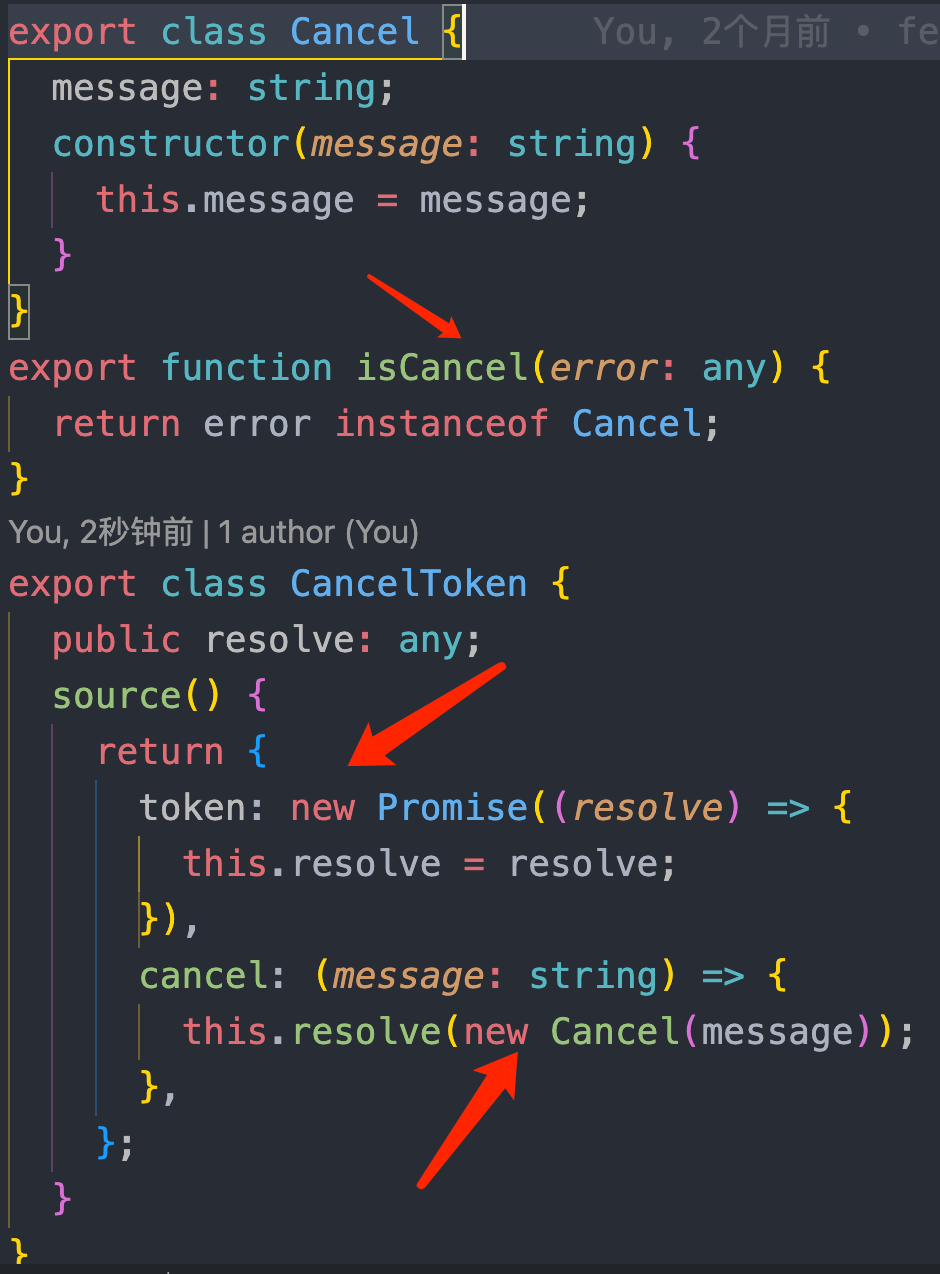 export class Cancel {    You, 2个月前 • fe
  message: string;
  constructor(message: string) {
    this.message = message;
  }
}
export function isCancel(error: any) {
  return error instanceof Cancel;
}
You, 2秒钟前 | 1 author (You)
export class CancelToken {
  public resolve: any;
  source() {
    return {
      token: new Promise((resolve) => {
        this.resolve = resolve;
      }),
      cancel: (message: string) => {
        this.resolve(new Cancel(message));
      },
    };
  }
}